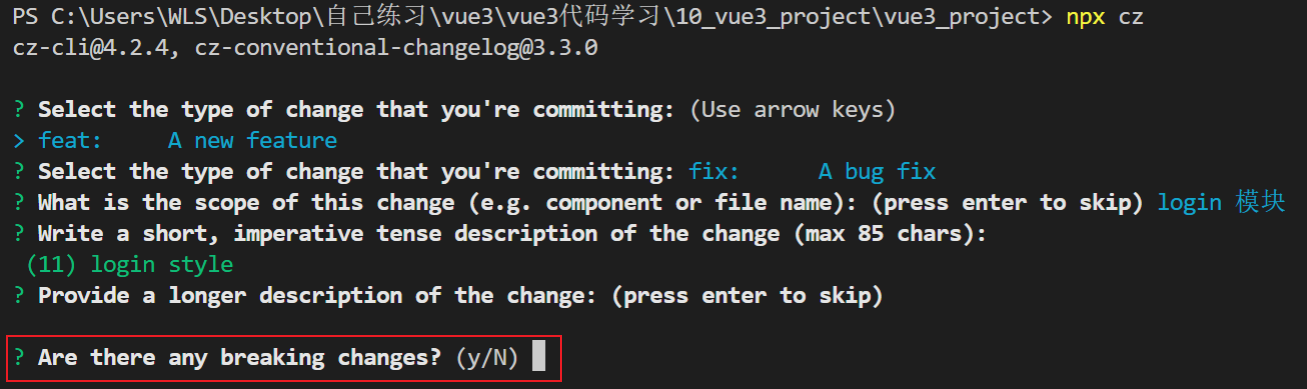 PS C:\Users\WLS\Desktop\自己练习\vue3\vue3代码学习\10_vue3_project\vue3_project> npx cz
cz-cli@4.2.4, cz-conventional-changelog@3.3.0
? Select the type of change that you're committing: (Use arrow keys)
> feat:     A new feature
? Select the type of change that you're committing: fix:      A bug fix
? What is the scope of this change (e.g. component or file name): (press enter to skip) login 模块
? Write a short, imperative tense description of the change (max 85 chars):
 (11) login style
? Provide a longer description of the change: (press enter to skip)
? Are there any breaking changes? (y/N)